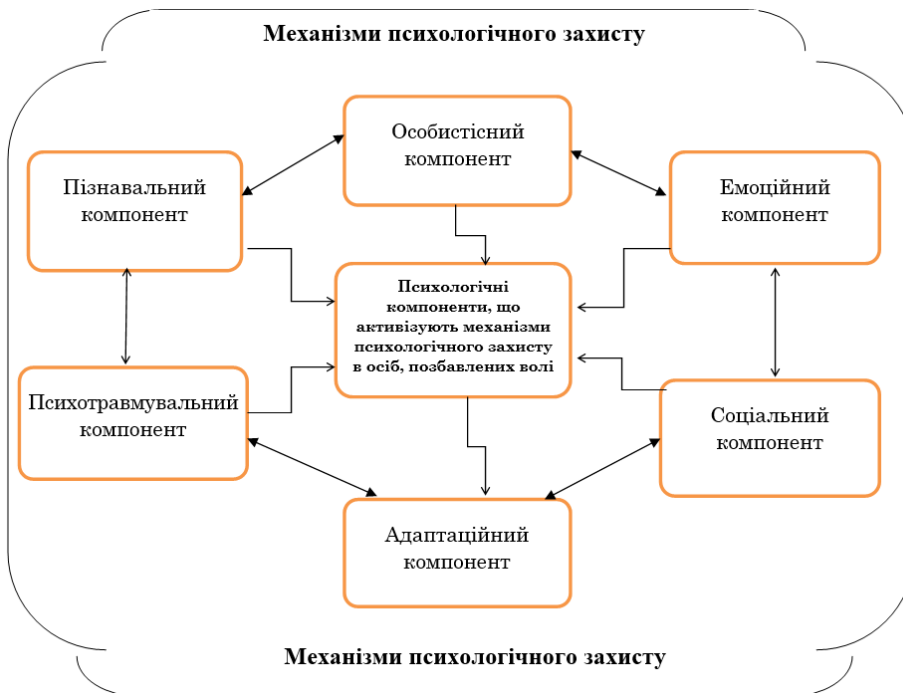 Механізми психологічного захисту
Особистісний
компонент
Пізнавальний
компонент
Емоційний
компонент
Психологічні
компоненти, що
активізують механізми
психологічного захисту
в осіб, позбавлених волі
Психотравмувальний
компонент
Соціальний
компонент
Адаптаційний
компонент
Механізми психологічного захисту